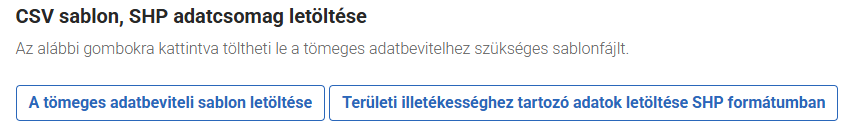 CSV sablon, SHP adatcsomag letöltése
Az alábbi gombokra kattintva töltheti le a tömeges adatbevitelhez szükséges sablonfájlt.
A tömeges adatbeviteli sablon letöltése
Területi illetékességhez tartozó adatok letöltése SHP formátumban